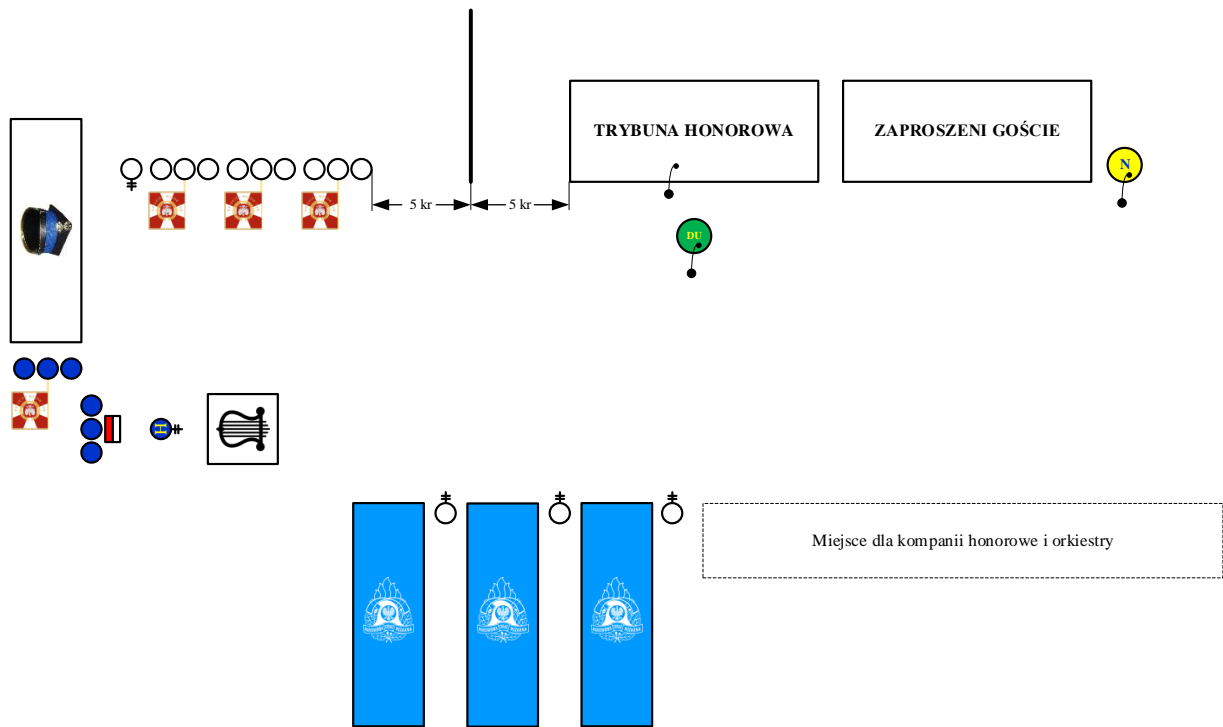 TRYBUNA HONOROWA
ZAPROSZENI GOŚCIE
N
5 kr
5 kr
DU
H
Miejsce dla kompanii honorowe i orkiestry